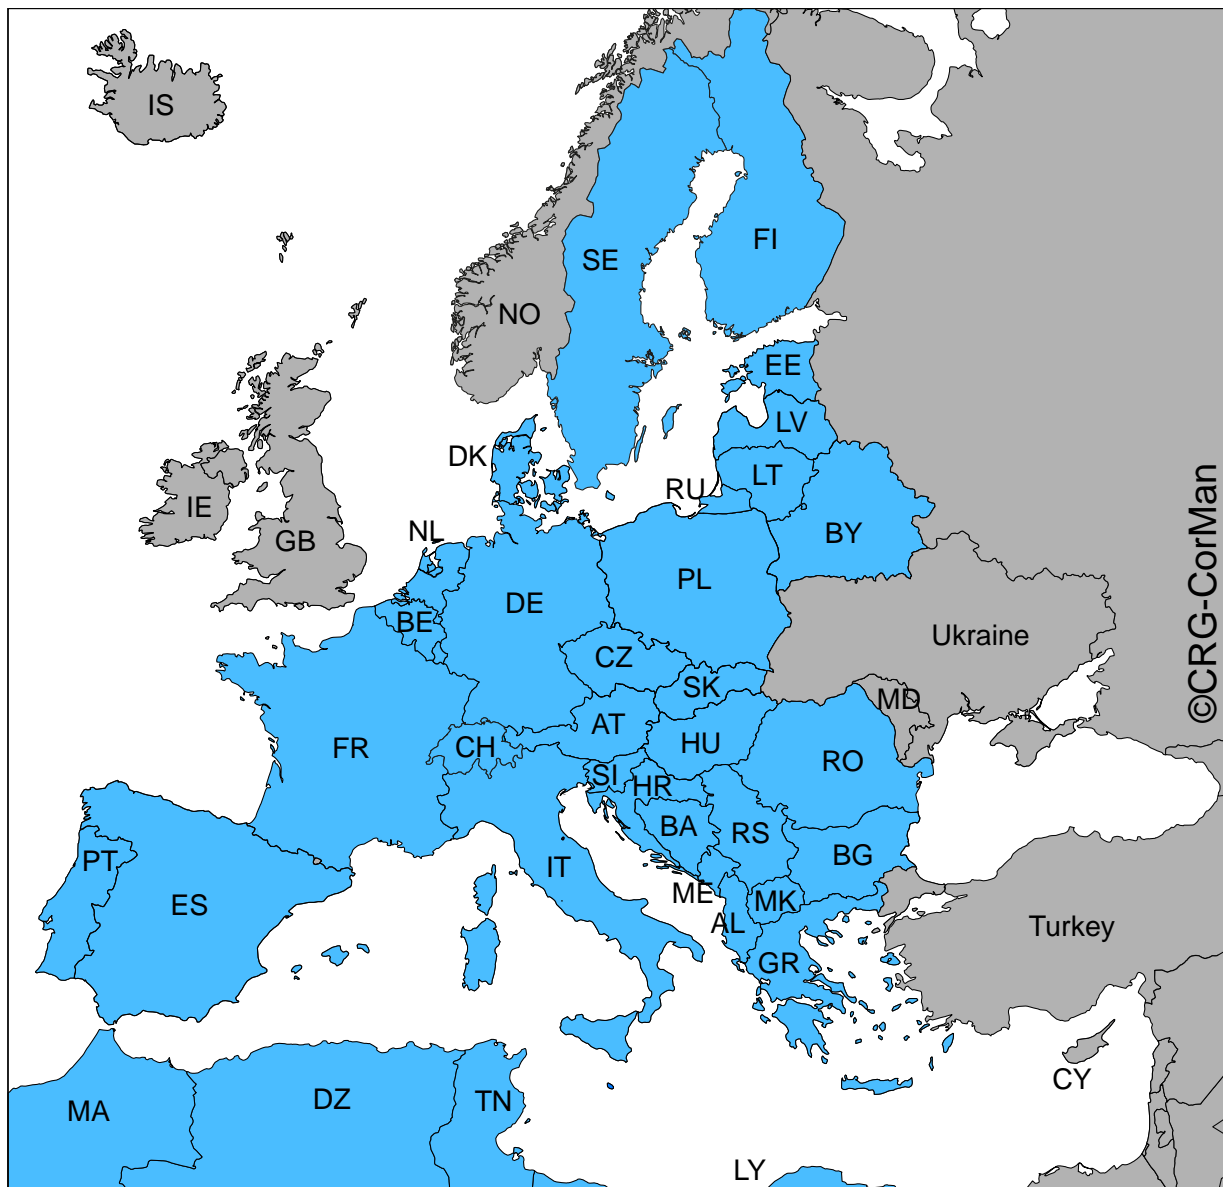 IS
FI
SE
NO
EE
LV
DK
LT
RU
IE
NL
BY
GB
PL
DE
BE
Ukraine
CZ
SK
MD
©CRG-CorMan
AT
HU
FR
CH
RO
SI
HR
BA
RS
BG
PT
IT
ME
MK
ES
AL
Turkey
GR
CY
MA
DZ
TN
LY